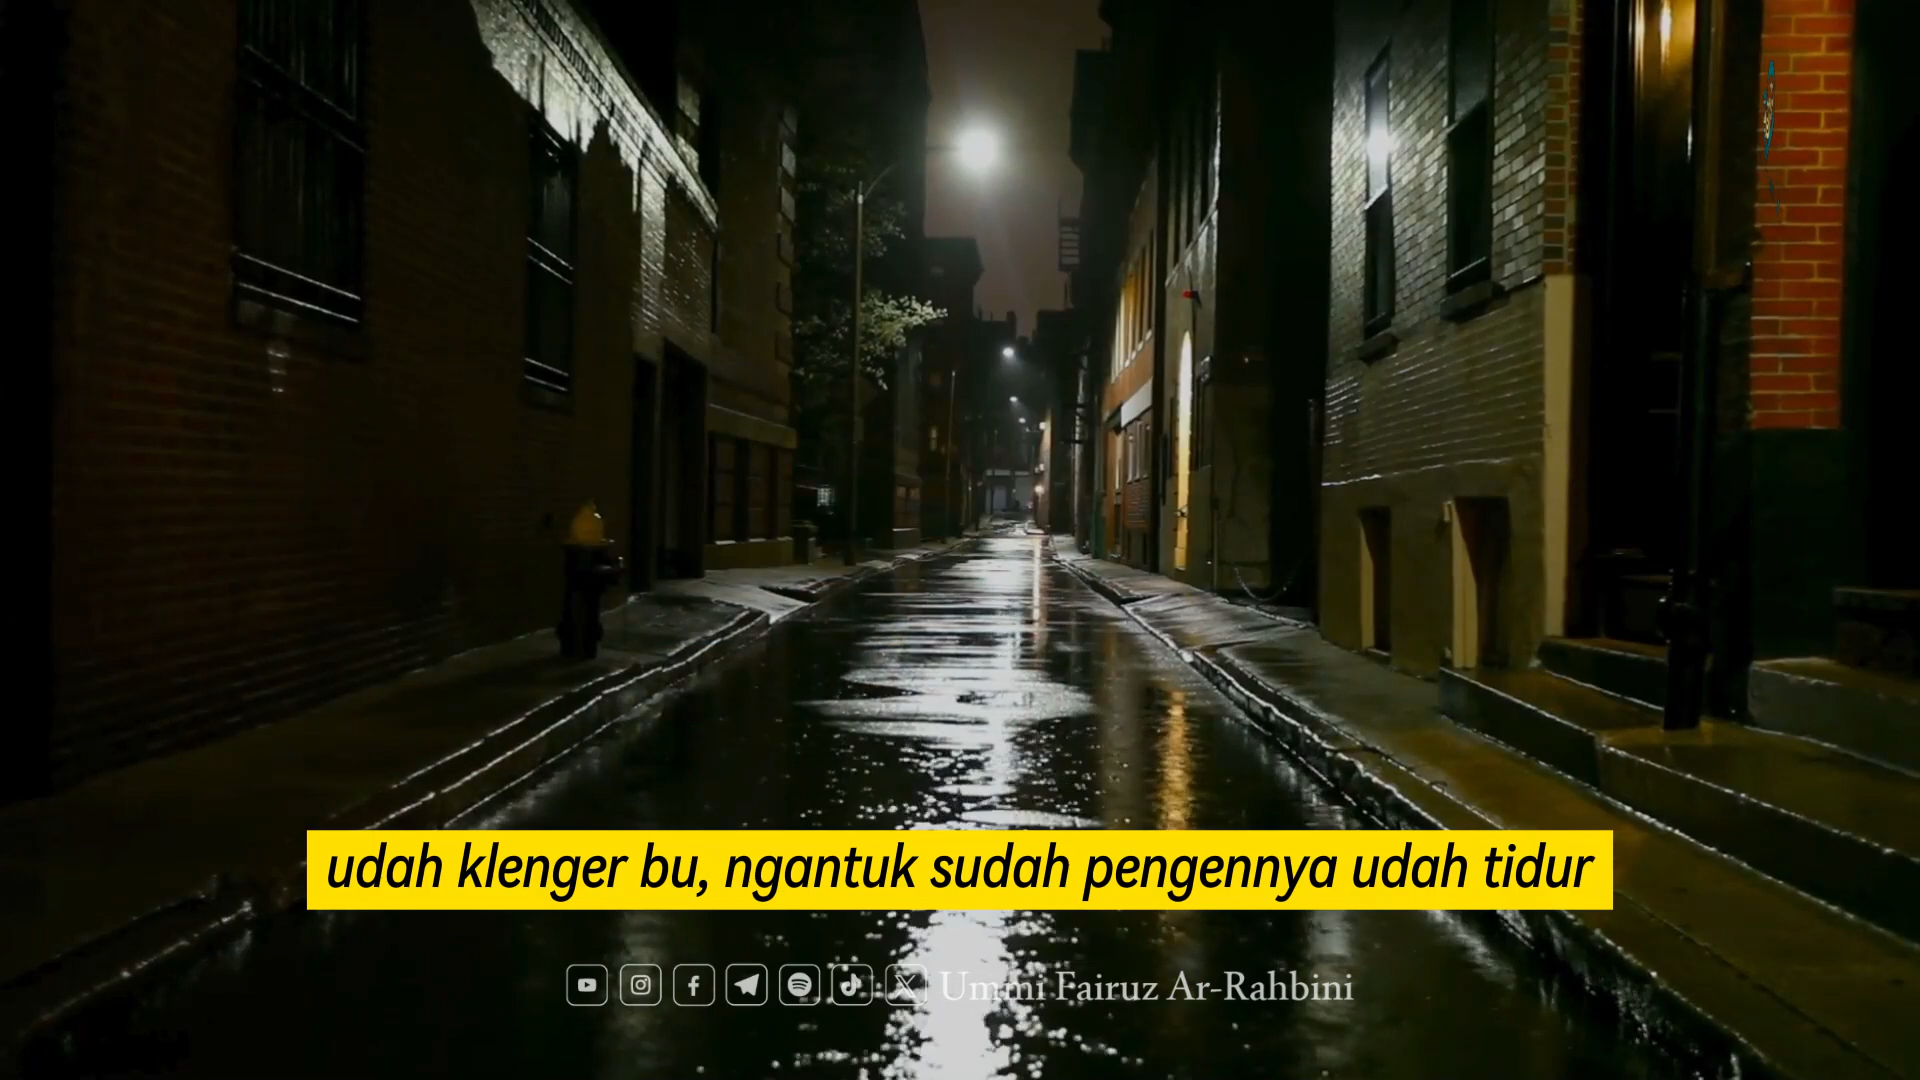 udah klenger bu, ngantuk sudah pengennya udah tidur
Ummi Fairuz Ar-Rahbini